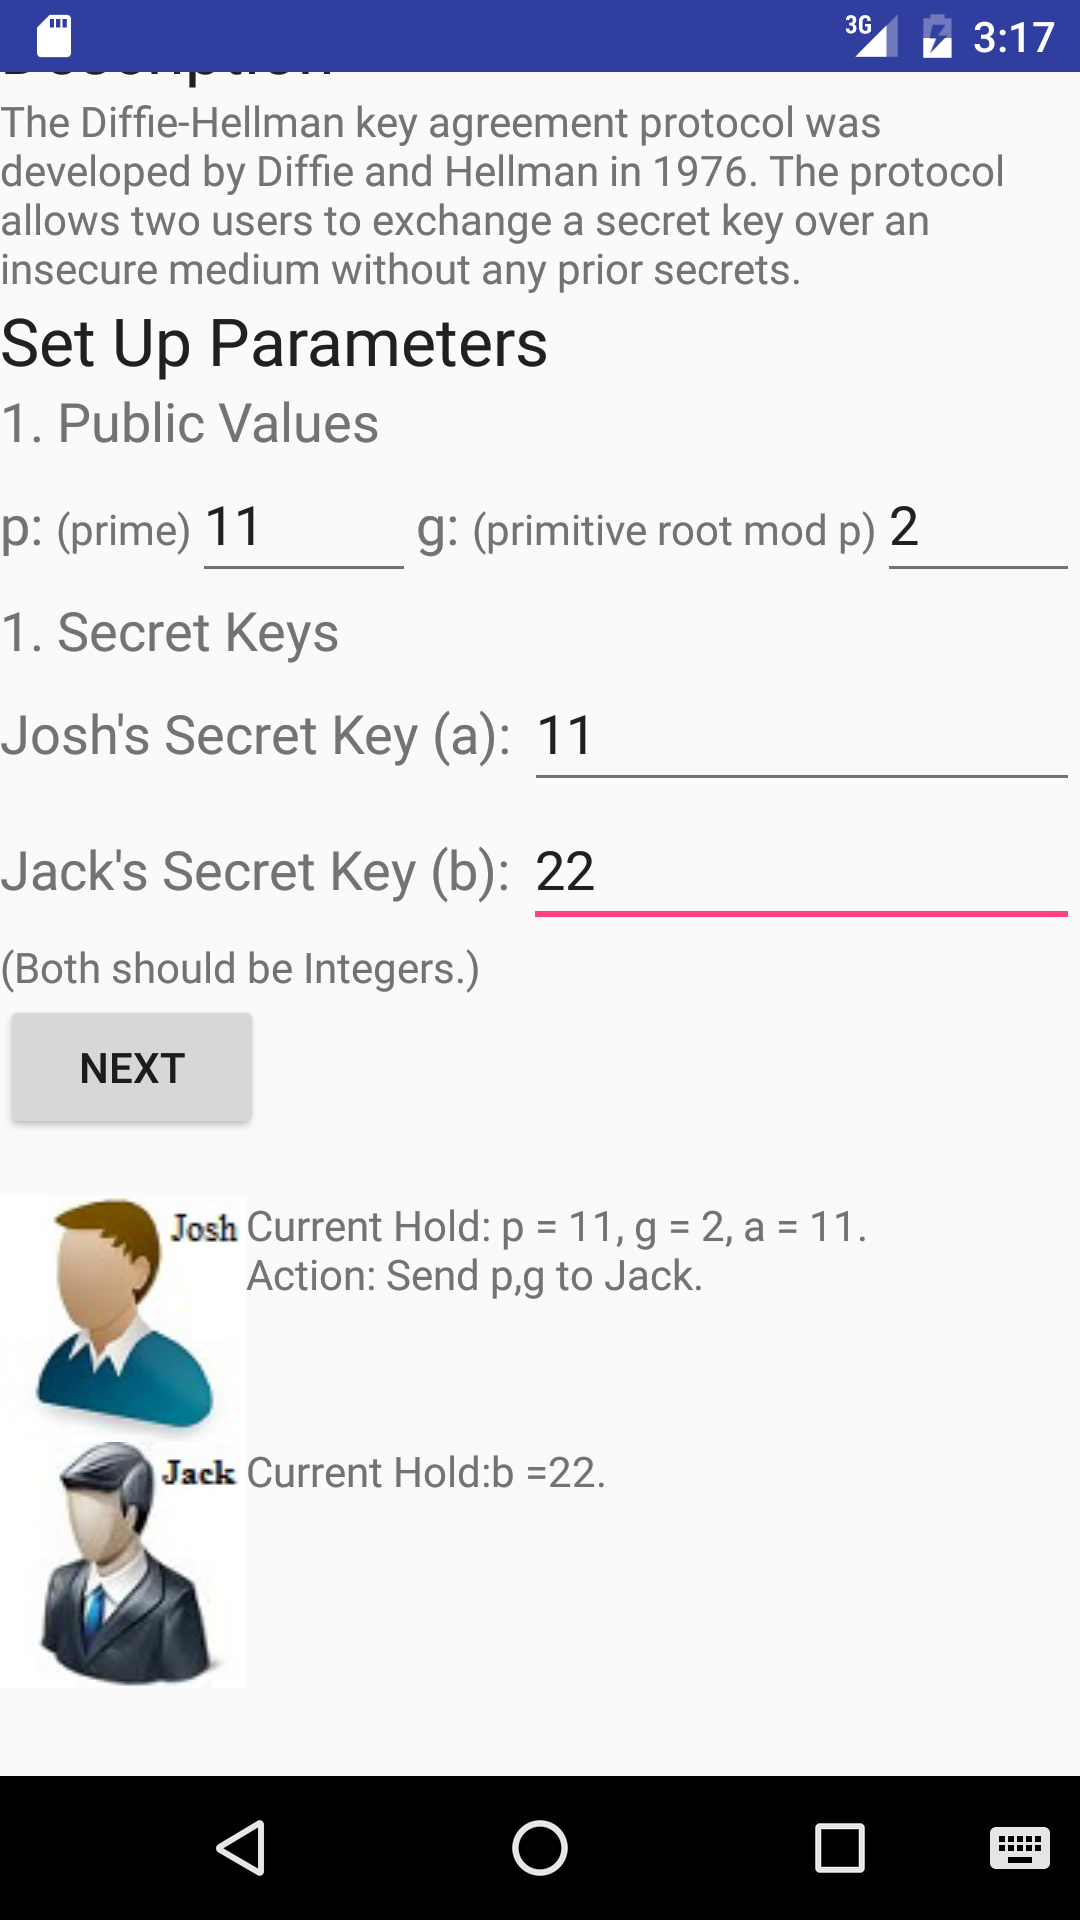 3G 3:17
Description
The Diffie-Hellman key agreement protocol was
developed by Diffie and Hellman in 1976. The protocol
allows two users to exchange a secret key over an
insecure medium without any prior secrets.
Set Up Parameters
1. Public Values
p: (prime) 11 g: (primitive root mod p) 2
1. Secret Keys
Josh's Secret Key (a): 11
Jack's Secret Key (b): 22
(Both should be Integers.)
NEXT
Josh Current Hold: p = 11, g = 2, a = 11.
Action: Send p,g to Jack.
Jack Current Hold:b =22.